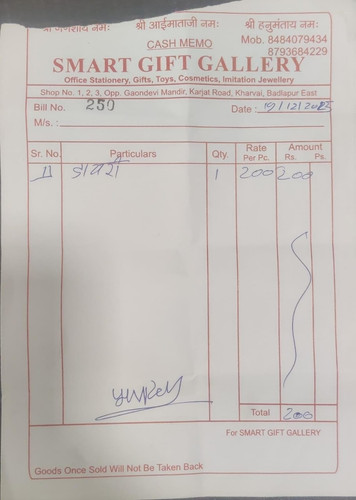 श्री गणेशाय नमः श्री आईमाताजी नमः श्री हनुमंताय नमः
CASH MEMO Mob. 8484079434
8793684229
SMART GIFT GALLERY
Office Stationery, Gifts, Toys, Cosmetics, Imitation Jewellery
Shop No. 1, 2, 3, Opp. Gaondevi Mandir, Karjat Road, Kharvai, Badlapur East
Bill No. 250 Date : 19/12/2025
M/s. :
Sr. No. Particulars Qty. Rate Per Pc. Amount Rs. Ps.
डायरी 1 200 200
Total 200
For SMART GIFT GALLERY
Goods Once Sold Will Not Be Taken Back